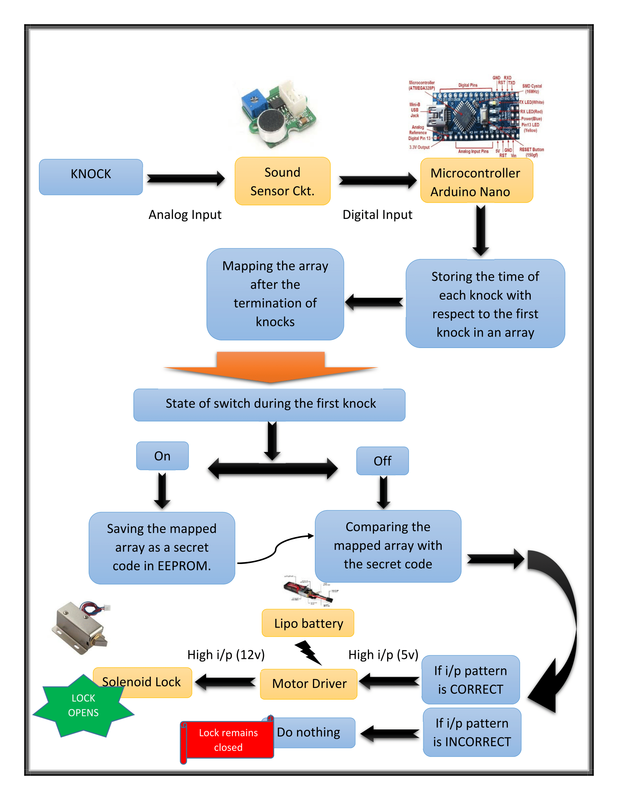 Microcontroller
(ATMEGA328P)
Digital Pins
GND RXD
RST TXD
SMD Crystal
(16MHz)
Mini-B
USB
Jack
TX LED(White)
RX LED(Red)
Power(Blue)
Pin13 LED
(Yellow)
Analog
Reference
Digital Pin 13
3.3V Output
Analog Input Pins
5V GND
RST Vin
RESET Button
KNOCK
Sound
Sensor Ckt.
Microcontroller
Arduino Nano
Analog Input
Digital Input
Mapping the array
after the
termination of
knocks
Storing the time of
each knock with
respect to the first
knock in an array
State of switch during the first knock
On
Off
Saving the mapped
array as a secret
code in EEPROM.
Comparing the
mapped array with
the secret code
Lipo battery
High i/p (12v)
High i/p (5v)
Solenoid Lock
Motor Driver
If i/p pattern
is CORRECT
LOCK
OPENS
Lock remains
closed
Do nothing
If i/p pattern
is INCORRECT